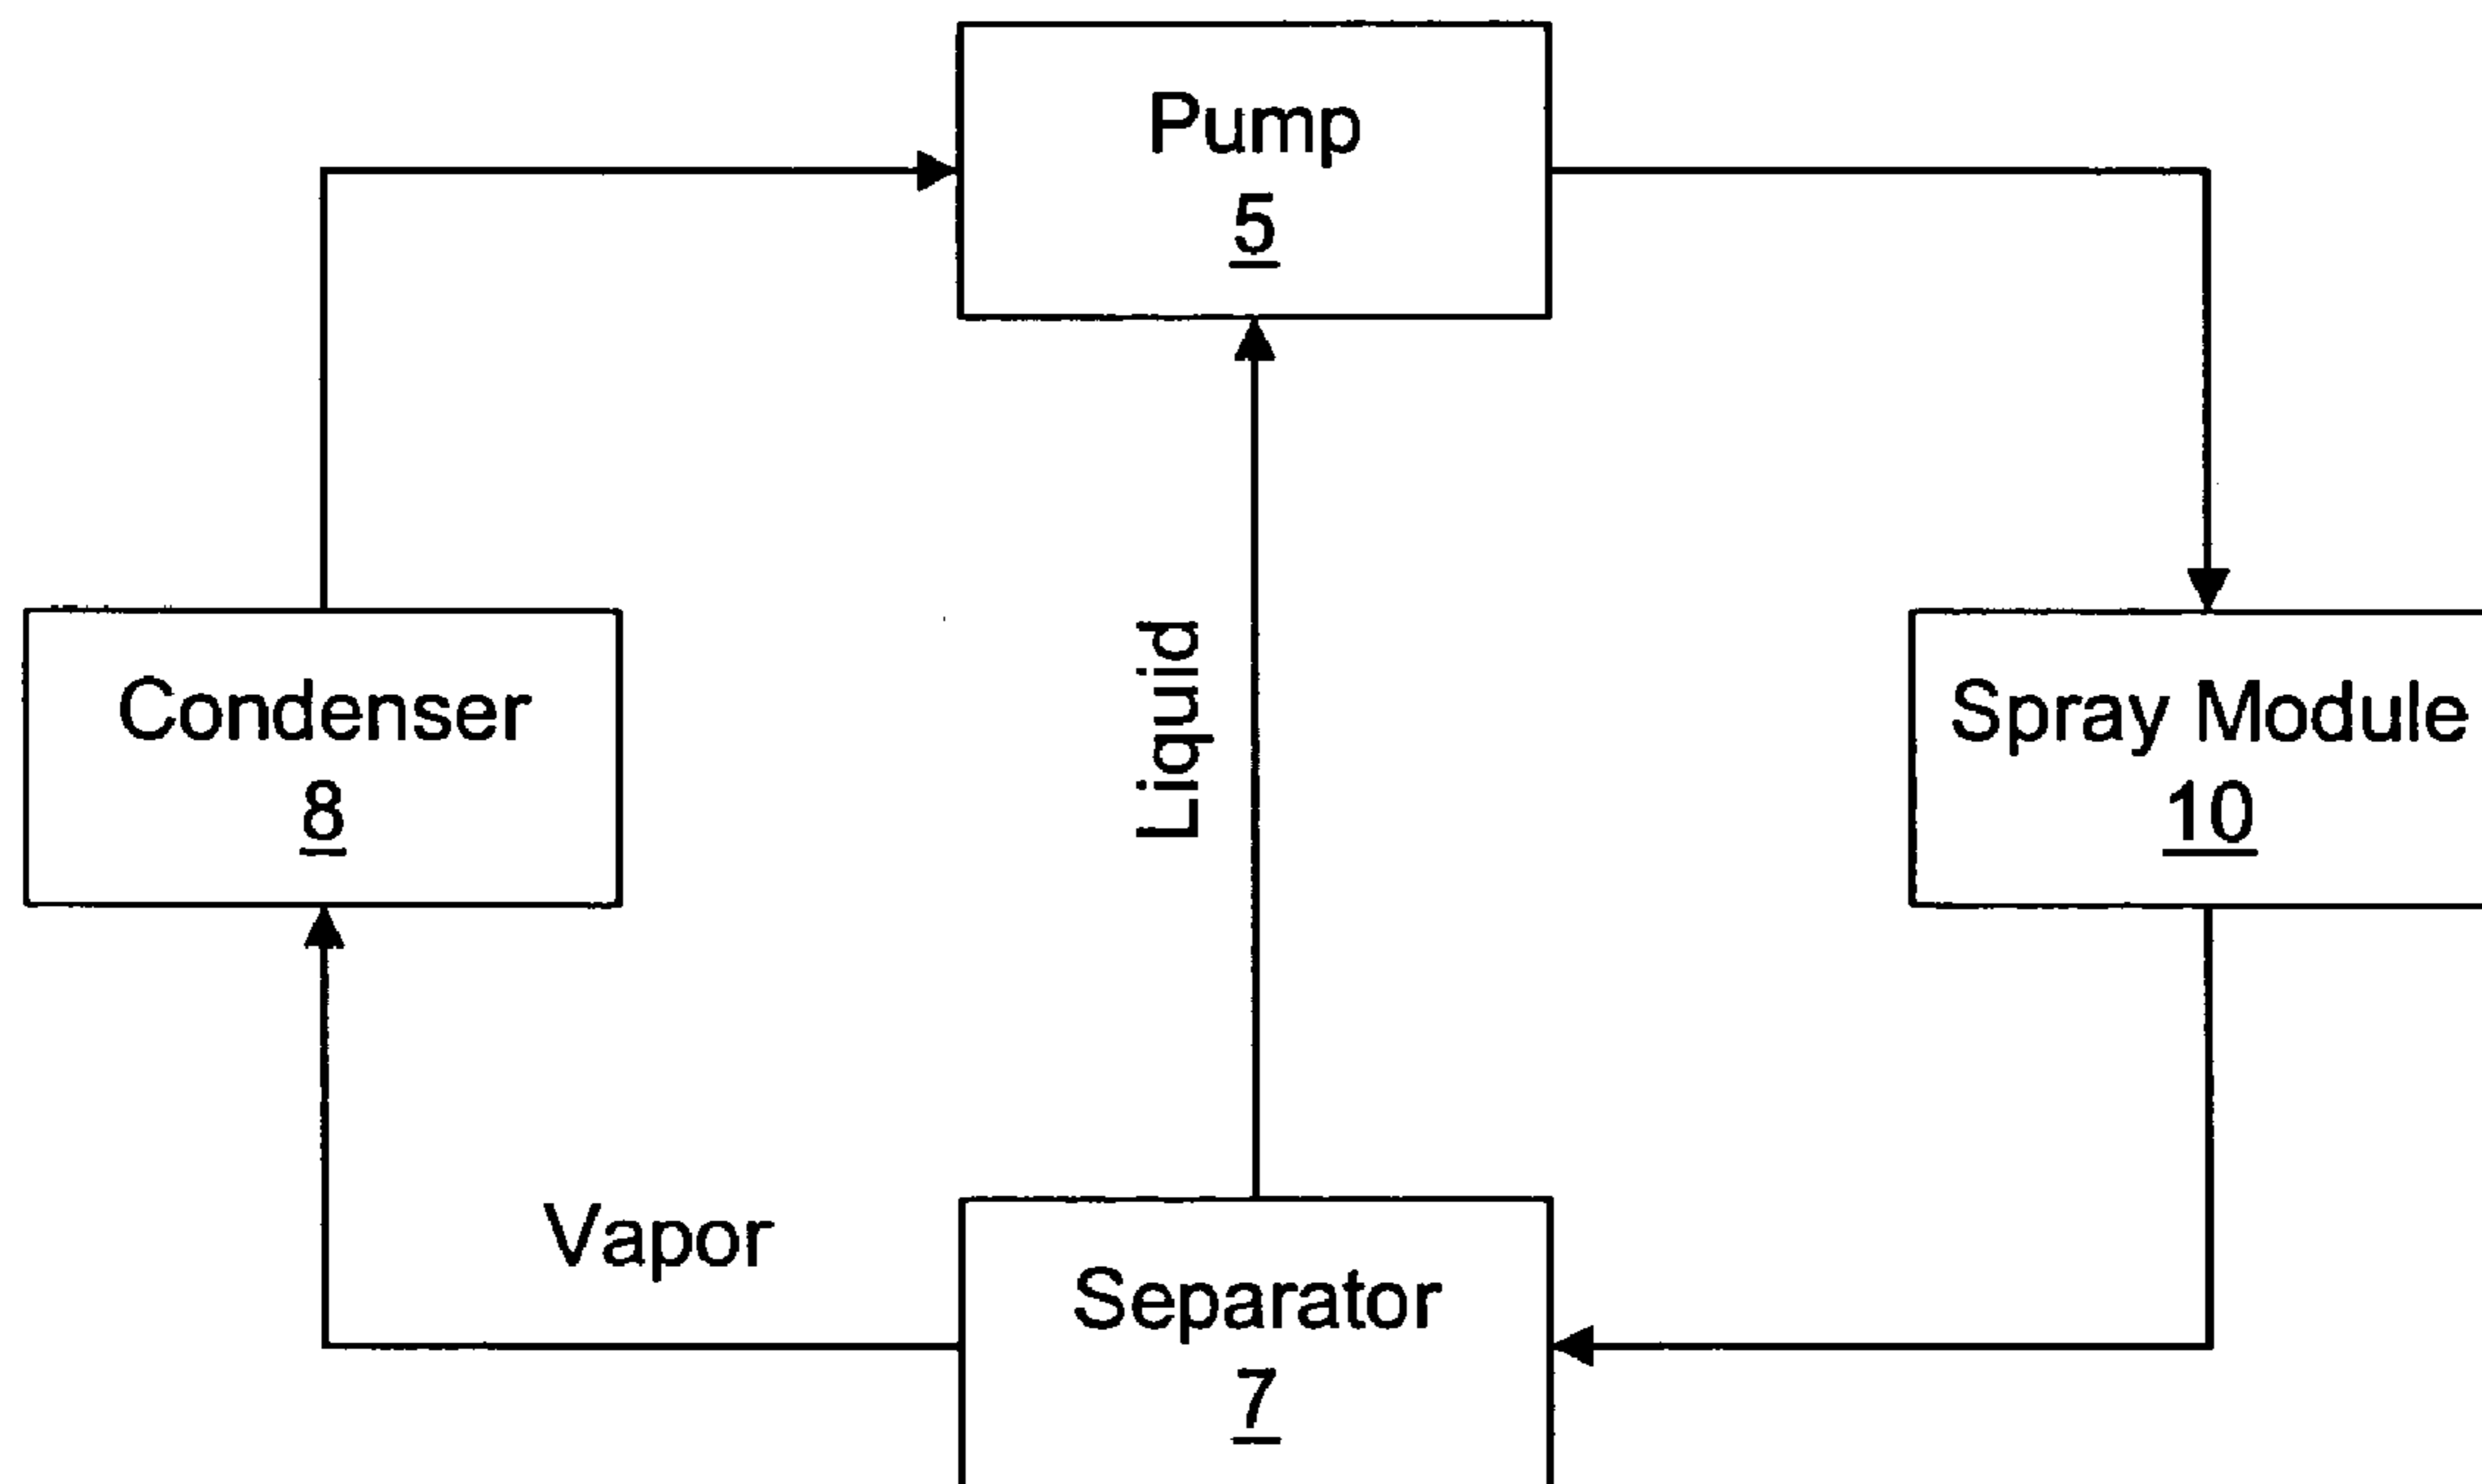 Pump
5
Condenser
8
Liquid
Spray Module
10
Vapor
Separator
7